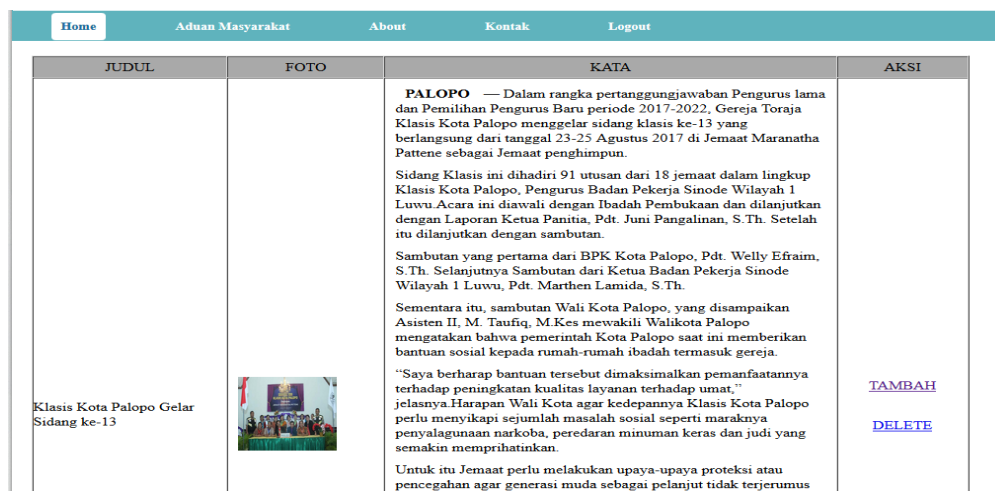 Home Aduan Masyarakat About Kontak Logout
JUDUL FOTO KATA AKSI
PALOPO — Dalam rangka pertanggungjawaban Pengurus lama
dan Pemilihan Pengurus Baru periode 2017-2022, Gereja Toraja
Klasis Kota Palopo menggelar sidang klasis ke-13 yang
berlangsung dari tanggal 23-25 Agustus 2017 di Jemaat Maranatha
Pattene sebagai Jemaat penghimpun.
Sidang Klasis ini dihadiri 91 utusan dari 18 jemaat dalam lingkup
Klasis Kota Palopo, Pengurus Badan Pekerja Sinode Wilayah 1
Luwu.Acara ini diawali dengan Ibadah Pembukaan dan dilanjutkan
dengan Laporan Ketua Panitia, Pdt. Juni Pangalinan, S.Th. Setelah
itu dilanjutkan dengan sambutan.
Sambutan yang pertama dari BPK Kota Palopo, Pdt. Welly Efraim,
S.Th. Selanjutnya Sambutan dari Ketua Badan Pekerja Sinode
Wilayah 1 Luwu, Pdt. Marthen Lamida, S.Th.
Sementara itu, sambutan Wali Kota Palopo, yang disampaikan
Asisten II, M. Taufiq, M.Kes mewakili Walikota Palopo
mengatakan bahwa pemerintah Kota Palopo saat ini memberikan
bantuan sosial kepada rumah-rumah ibadah termasuk gereja.
“Saya berharap bantuan tersebut dimaksimalkan pemanfaatannya
terhadap peningkatan kualitas layanan terhadap umat,”
jelasnya.Harapan Wali Kota agar kedepannya Klasis Kota Palopo
perlu menyikapi sejumlah masalah sosial seperti maraknya
penyalagunaan narkoba, peredaran minuman keras dan judi yang
semakin memprihatinkan.
Untuk itu Jemaat perlu melakukan upaya-upaya proteksi atau
pencegahan agar generasi muda sebagai pelanjut tidak terjerumus
Klasis Kota Palopo Gelar
Sidang ke-13
TAMBAH
DELETE